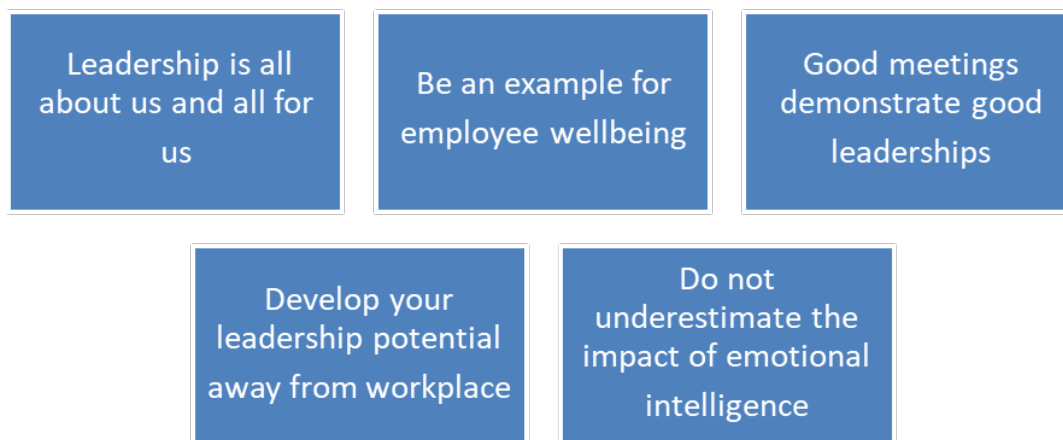 Leadership is all
about us and all for
us
Be an example for
employee wellbeing
Good meetings
demonstrate good
leaderships
Develop your
leadership potential
away from workplace
Do not
underestimate the
impact of emotional
intelligence